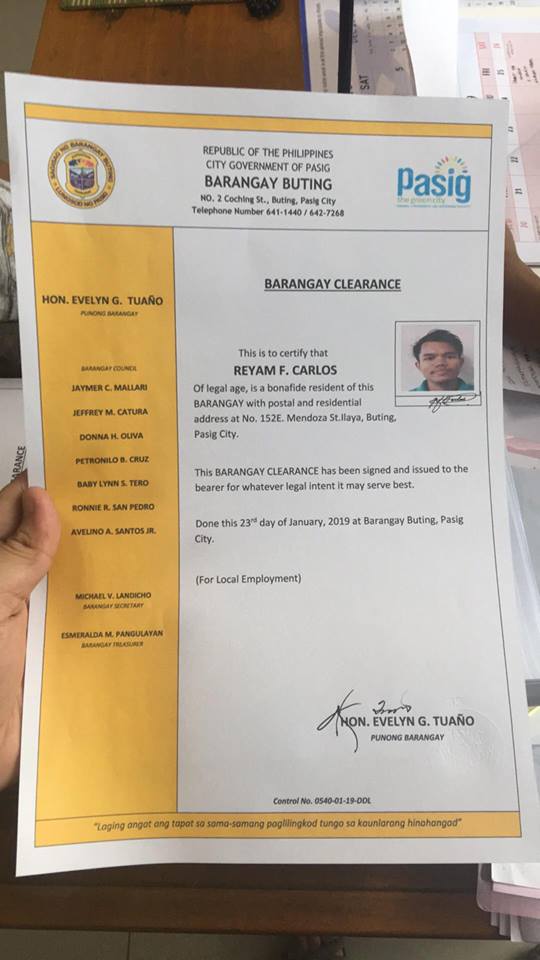 REPUBLIC OF THE PHILIPPINES
CITY GOVERNMENT OF PASIG
BARANGAY BUTING
NO. 2 Coching St., Buting, Pasig City
Telephone Number 641-1440 / 642-7268
Pasig
the green city
HON. EVELYN G. TUAÑO
PUNONG BARANGAY
BARANGAY COUNCIL
JAYMER C. MALLARI
JEFFREY M. CATURA
DONNA H. OLIVA
PETRONILO B. CRUZ
BABY LYNN S. TERO
RONNIE R. SAN PEDRO
AVELINO A. SANTOS JR.
MICHAEL V. LANDICHO
BARANGAY SECRETARY
ESMERALDA M. PANGULAYAN
BARANGAY TREASURER
BARANGAY CLEARANCE
This is to certify that
REYAM F. CARLOS
Of legal age, is a bonafide resident of this
BARANGAY with postal and residential
address at No. 152E. Mendoza St.Ilaya, Buting,
Pasig City.
This BARANGAY CLEARANCE has been signed and issued to the
bearer for whatever legal intent it may serve best.
Done this 23rd day of January, 2019 at Barangay Buting, Pasig
City.
(For Local Employment)
HON. EVELYN G. TUAÑO
PUNONG BARANGAY
Control No. 0540-01-19-DDL
"Laging angat ang tapat sa sama-samang paglilingkod tungo sa kaunlarang hinahangad"
SAT
FRI
SAT